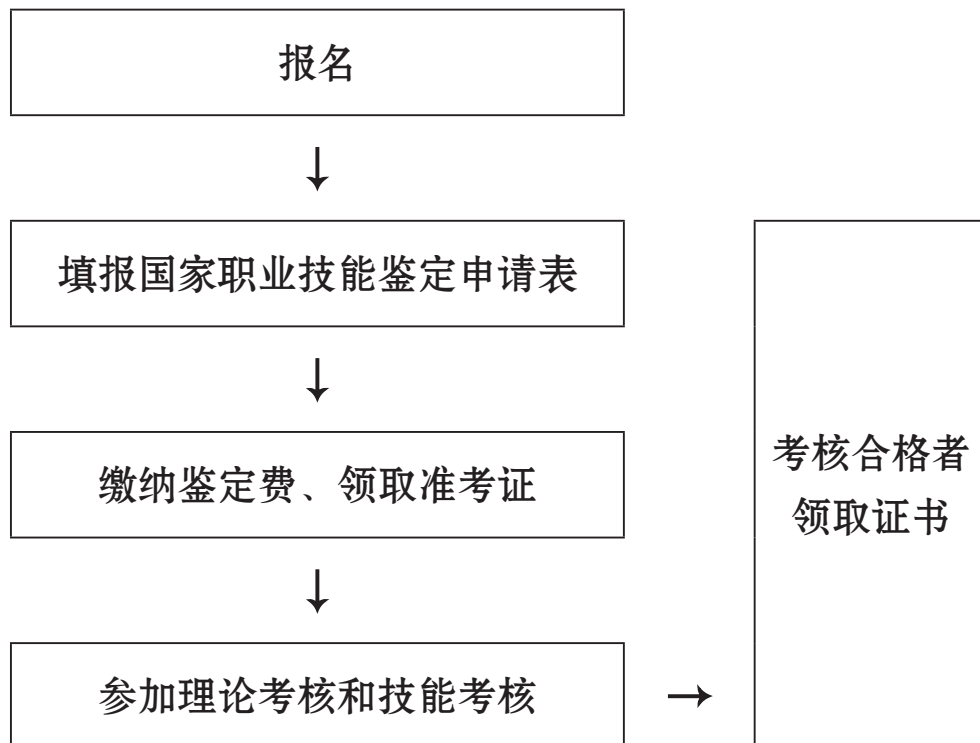 报名
↓
填报国家职业技能鉴定申请表
↓
缴纳鉴定费、领取准考证
↓
参加理论考核和技能考核
→
考核合格者
领取证书